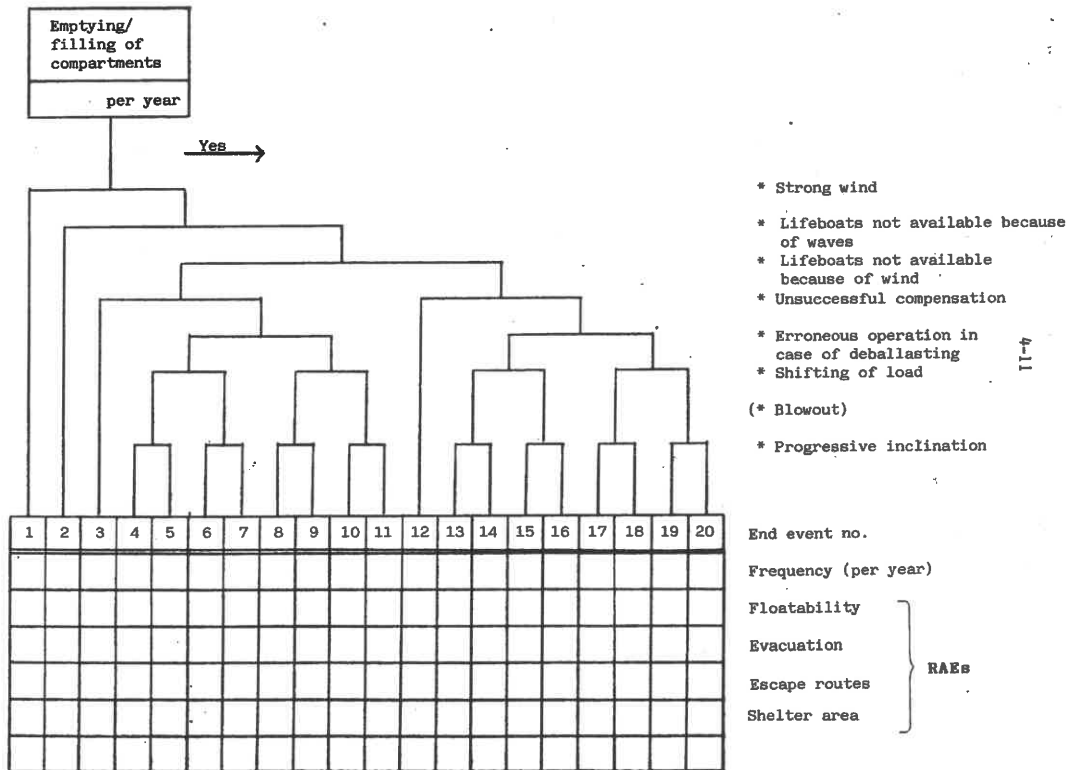 Emptying/
filling of
compartments
per year
Yes
* Strong wind
* Lifeboats not available because
of waves
* Lifeboats not available
because of wind
* Unsuccessful compensation
* Erroneous operation in
case of deballasting
* Shifting of load
(* Blowout)
* Progressive inclination
4-11
1 2 3 4 5 6 7 8 9 10 11 12 13 14 15 16 17 18 19 20 End event no.
Frequency (per year)
Floatability
Evacuation
RAEs
Escape routes
Shelter area